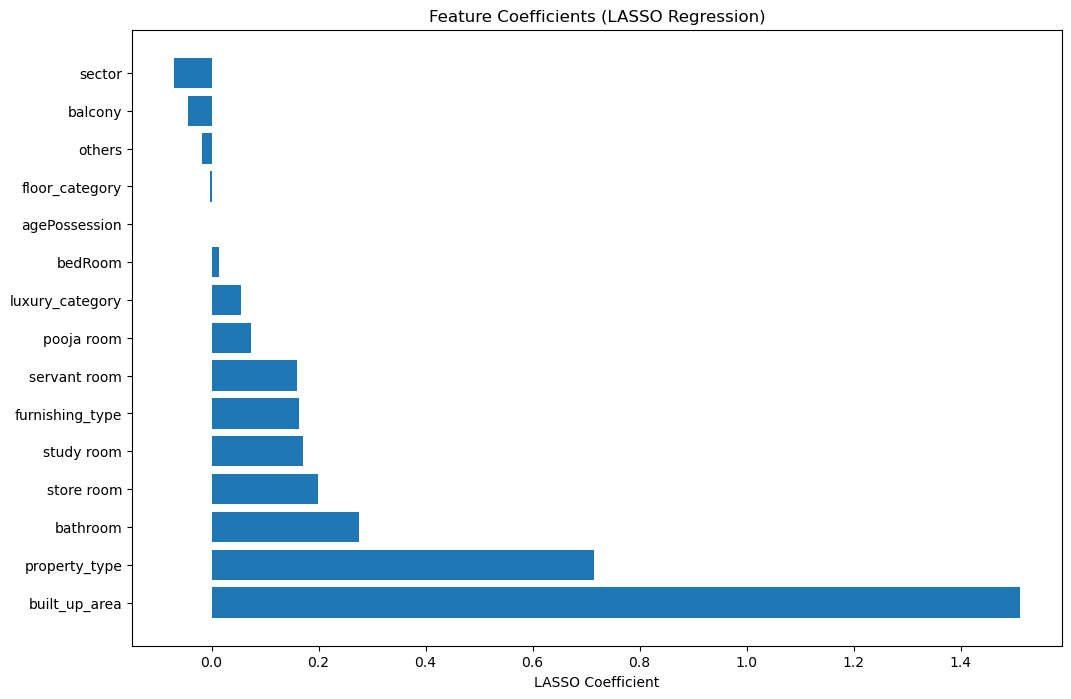 Feature Coefficients (LASSO Regression)
sector
balcony
others
floor_category
agePossession
bedRoom
luxury_category
pooja room
servant room
furnishing_type
study room
store room
bathroom
property_type
built_up_area
0.0 0.2 0.4 0.6 0.8 1.0 1.2 1.4
LASSO Coefficient